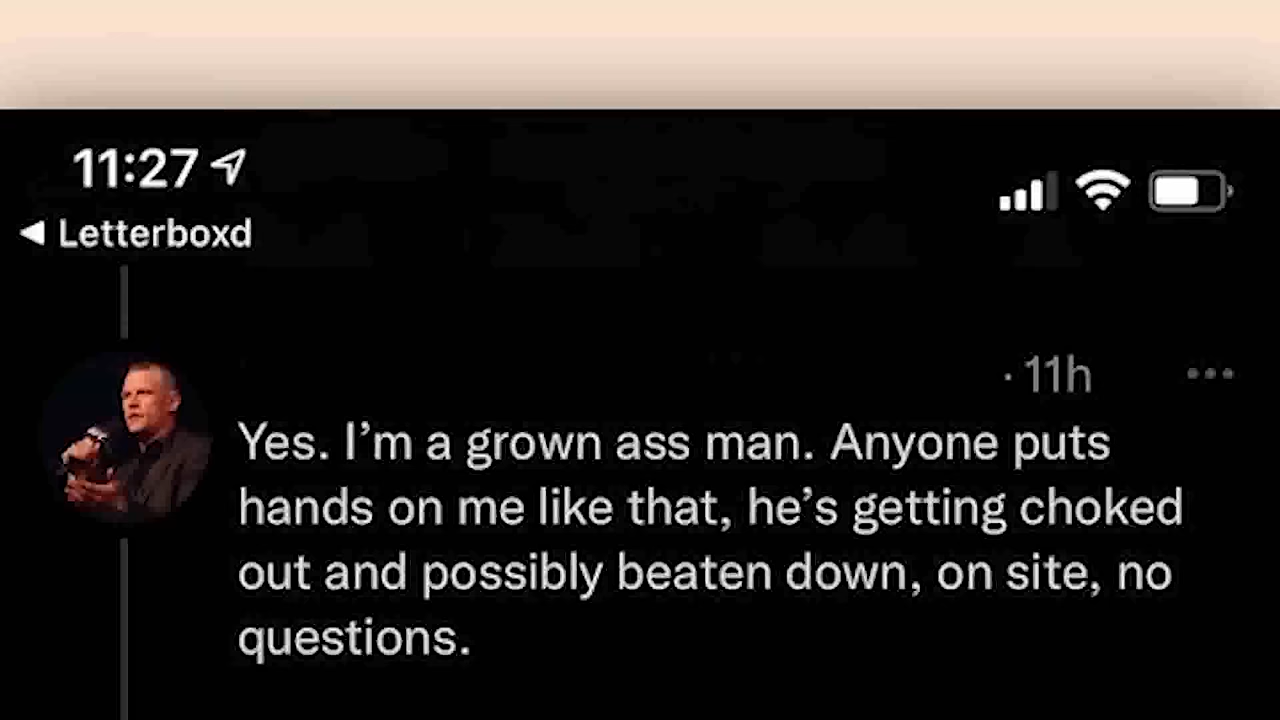 11:27
◀ Letterboxd
· 11h ...
Yes. I’m a grown ass man. Anyone puts
hands on me like that, he’s getting choked
out and possibly beaten down, on site, no
questions.